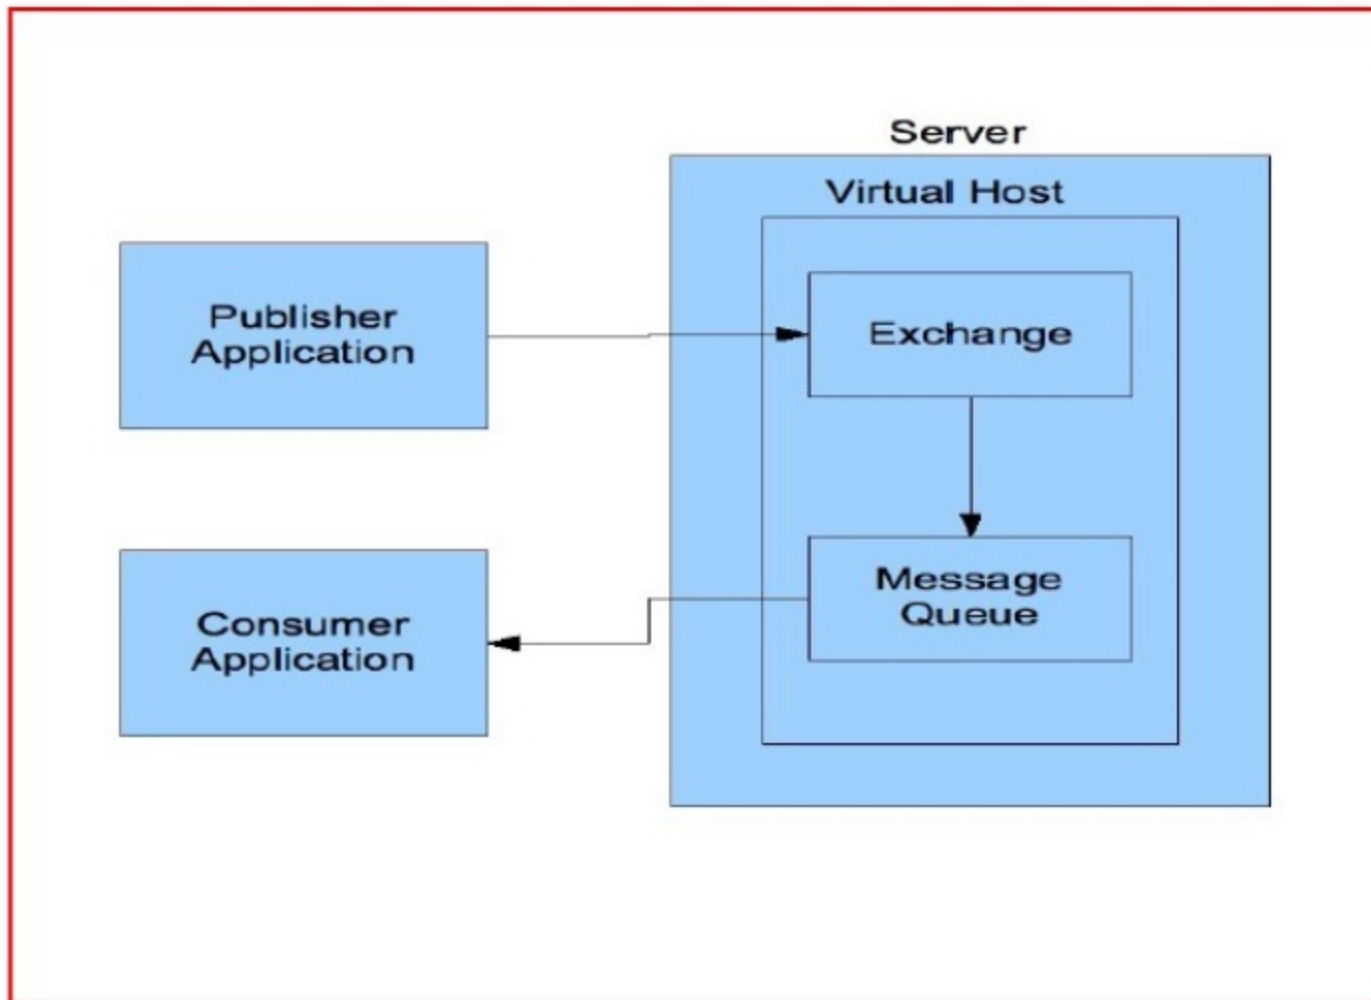 Server
Virtual Host
Publisher
Application
Exchange
Message
Queue
Consumer
Application